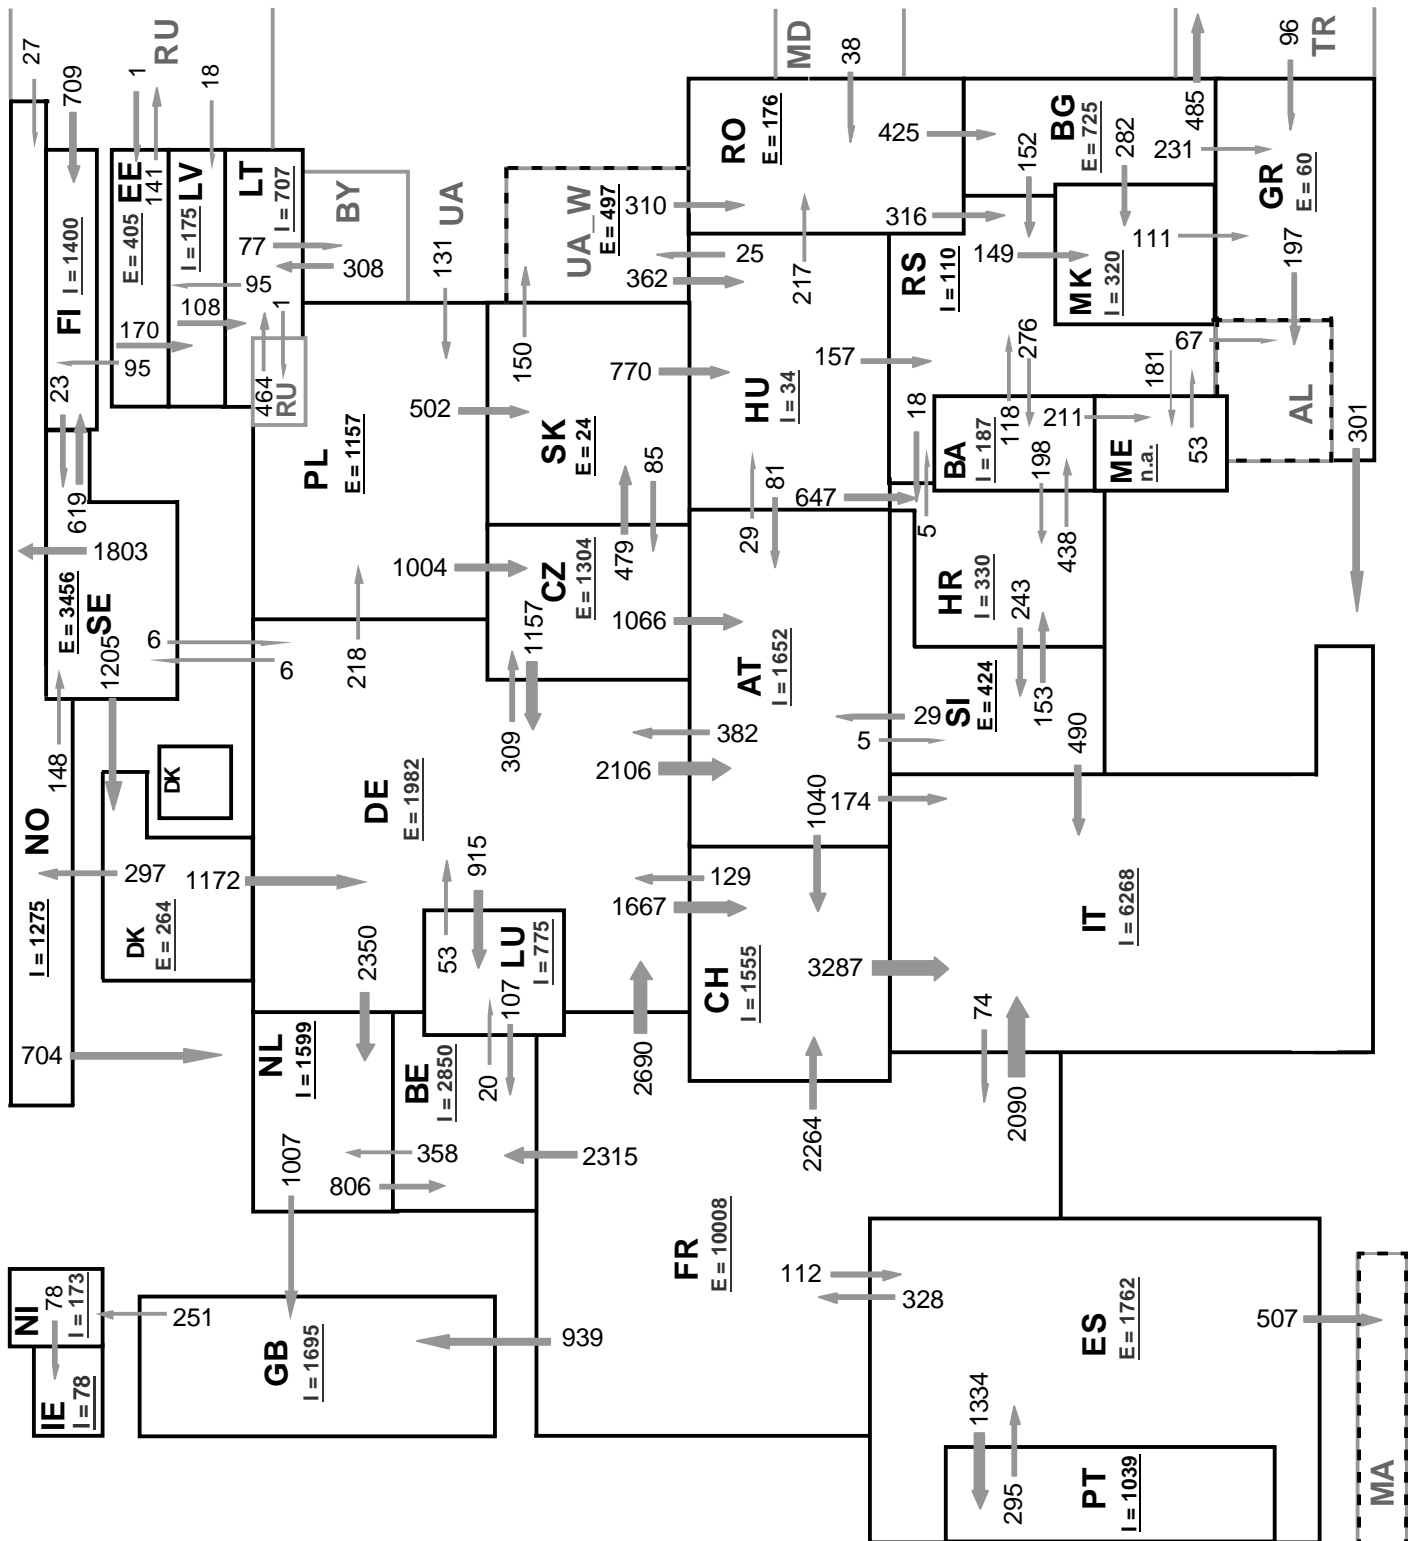 27
709
1
RU
18
MD
38
485
96
TR
FI
I = 1400
EE
E = 405
141
LV
I = 175
LT
I = 707
BY
77
308
95
108
1
170
95
23
464
RU
UA
131
UA_W
E = 497
RO
E = 176
425
BG
E = 725
152
282
231
GR
E = 60
310
25
362
217
316
RS
I = 110
149
MK
I = 320
111
197
150
276
67
181
AL
301
PL
E = 1157
502
SK
E = 24
770
HU
I = 34
157
18
BA
I = 187
118
198
211
ME
n.a.
53
619
1803
SE
E = 3456
1205
6
6
218
1004
CZ
E = 1304
479
85
29
81
647
5
HR
I = 330
438
243
1066
1157
309
AT
I = 1652
29
SI
E = 424
153
5
490
148
NO
I = 1275
DK
297
DK
E = 264
1172
DE
E = 1982
382
2106
1040
174
915
129
1667
53
LU
I = 775
107
20
2350
CH
I = 1555
3287
IT
I = 6268
74
2090
704
NL
I = 1599
BE
I = 2850
2690
2264
1007
358
806
2315
NI
I = 173
78
IE
I = 78
251
GB
I = 1695
939
FR
E = 10008
112
328
ES
E = 1762
507
1334
295
PT
I = 1039
MA